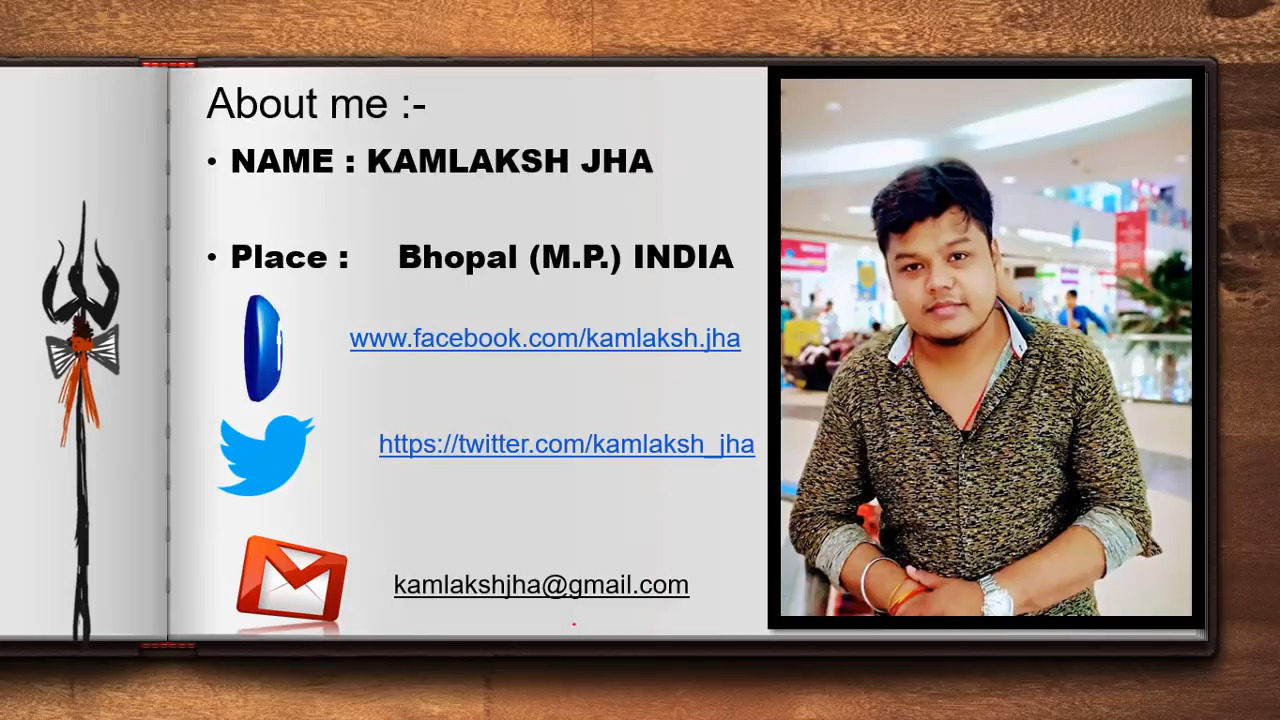 About me :-
• NAME : KAMLAKSH JHA
• Place : Bhopal (M.P.) INDIA
www.facebook.com/kamlaksh.jha
https://twitter.com/kamlaksh_jha
kamlakshjha@gmail.com